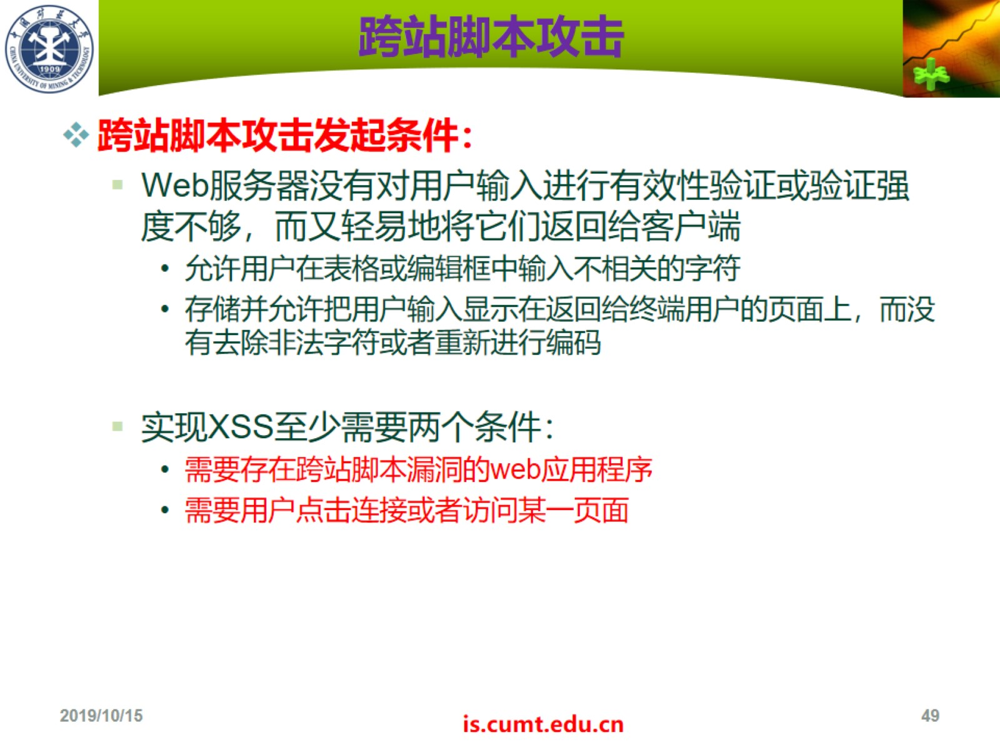 跨站脚本攻击
中国矿业大学
CHINA UNIVERSITY OF MINING & TECHNOLOGY
1909
跨站脚本攻击发起条件：
Web服务器没有对用户输入进行有效性验证或验证强
度不够，而又轻易地将它们返回给客户端
• 允许用户在表格或编辑框中输入不相关的字符
• 存储并允许把用户输入显示在返回给终端用户的页面上，而没
有去除非法字符或者重新进行编码
实现XSS至少需要两个条件：
• 需要存在跨站脚本漏洞的web应用程序
• 需要用户点击连接或者访问某一页面
2019/10/15
is.cumt.edu.cn
49